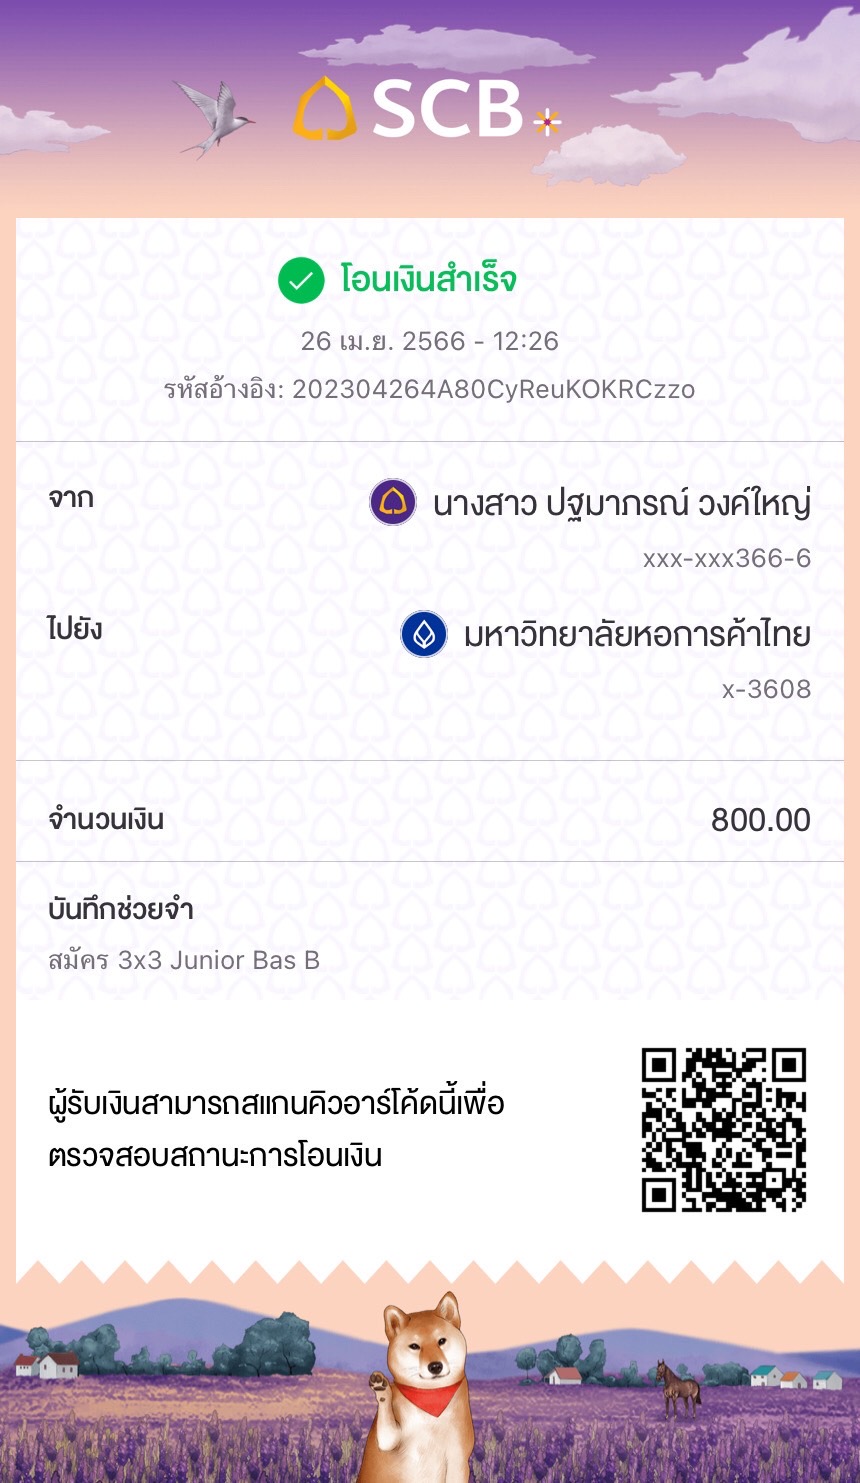 SCB
โอนเงินสำเร็จ
26 เม.ย. 2566 - 12:26
รหัสอ้างอิง: 202304264A80CyReuKOKRCzzo
จาก
นางสาว ปฐมาภรณ์ วงค์ใหญ่
xxx-xxx366-6
ไปยัง
มหาวิทยาลัยหอการค้าไทย
x-3608
จำนวนเงิน
800.00
บันทึกช่วยจำ
สมัคร 3x3 Junior Bas B
ผู้รับเงินสามารถสแกนคิวอาร์โค้ดนี้เพื่อ
ตรวจสอบสถานะการโอนเงิน